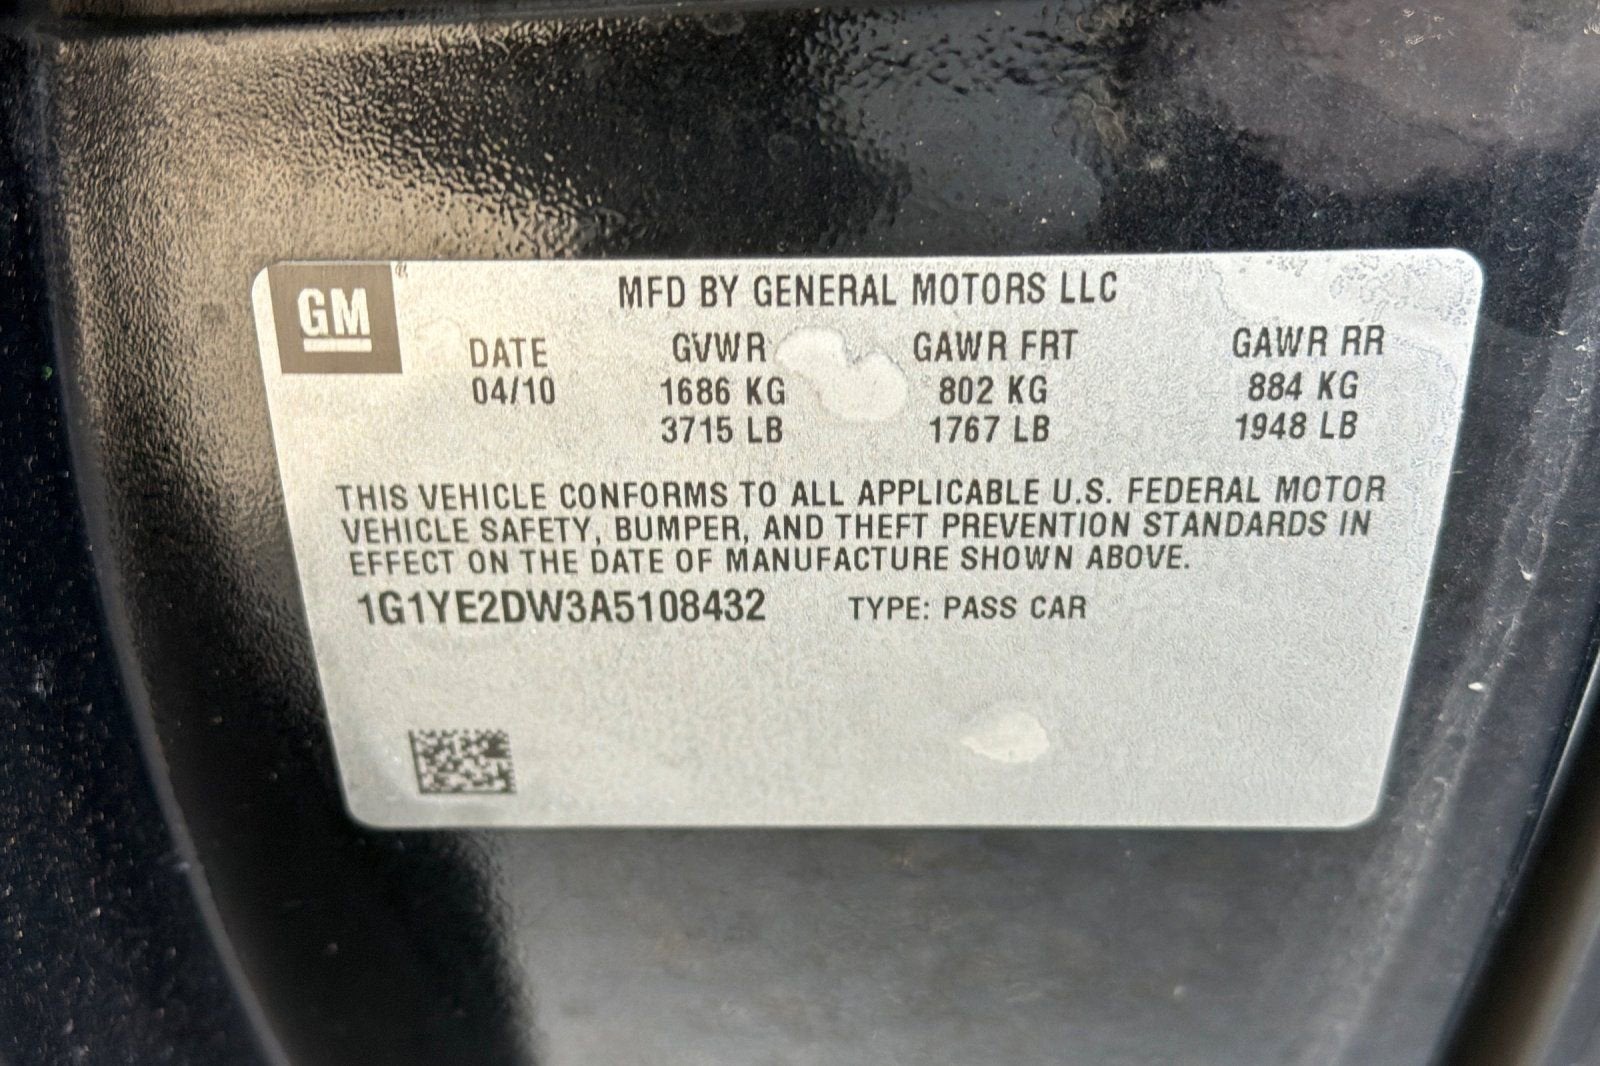 GM
MFD BY GENERAL MOTORS LLC
DATE GVWR GAWR FRT GAWR RR
04/10 1686 KG 802 KG 884 KG
3715 LB 1767 LB 1948 LB
THIS VEHICLE CONFORMS TO ALL APPLICABLE U.S. FEDERAL MOTOR
VEHICLE SAFETY, BUMPER, AND THEFT PREVENTION STANDARDS IN
EFFECT ON THE DATE OF MANUFACTURE SHOWN ABOVE.
1G1YE2DW3A5108432 TYPE: PASS CAR